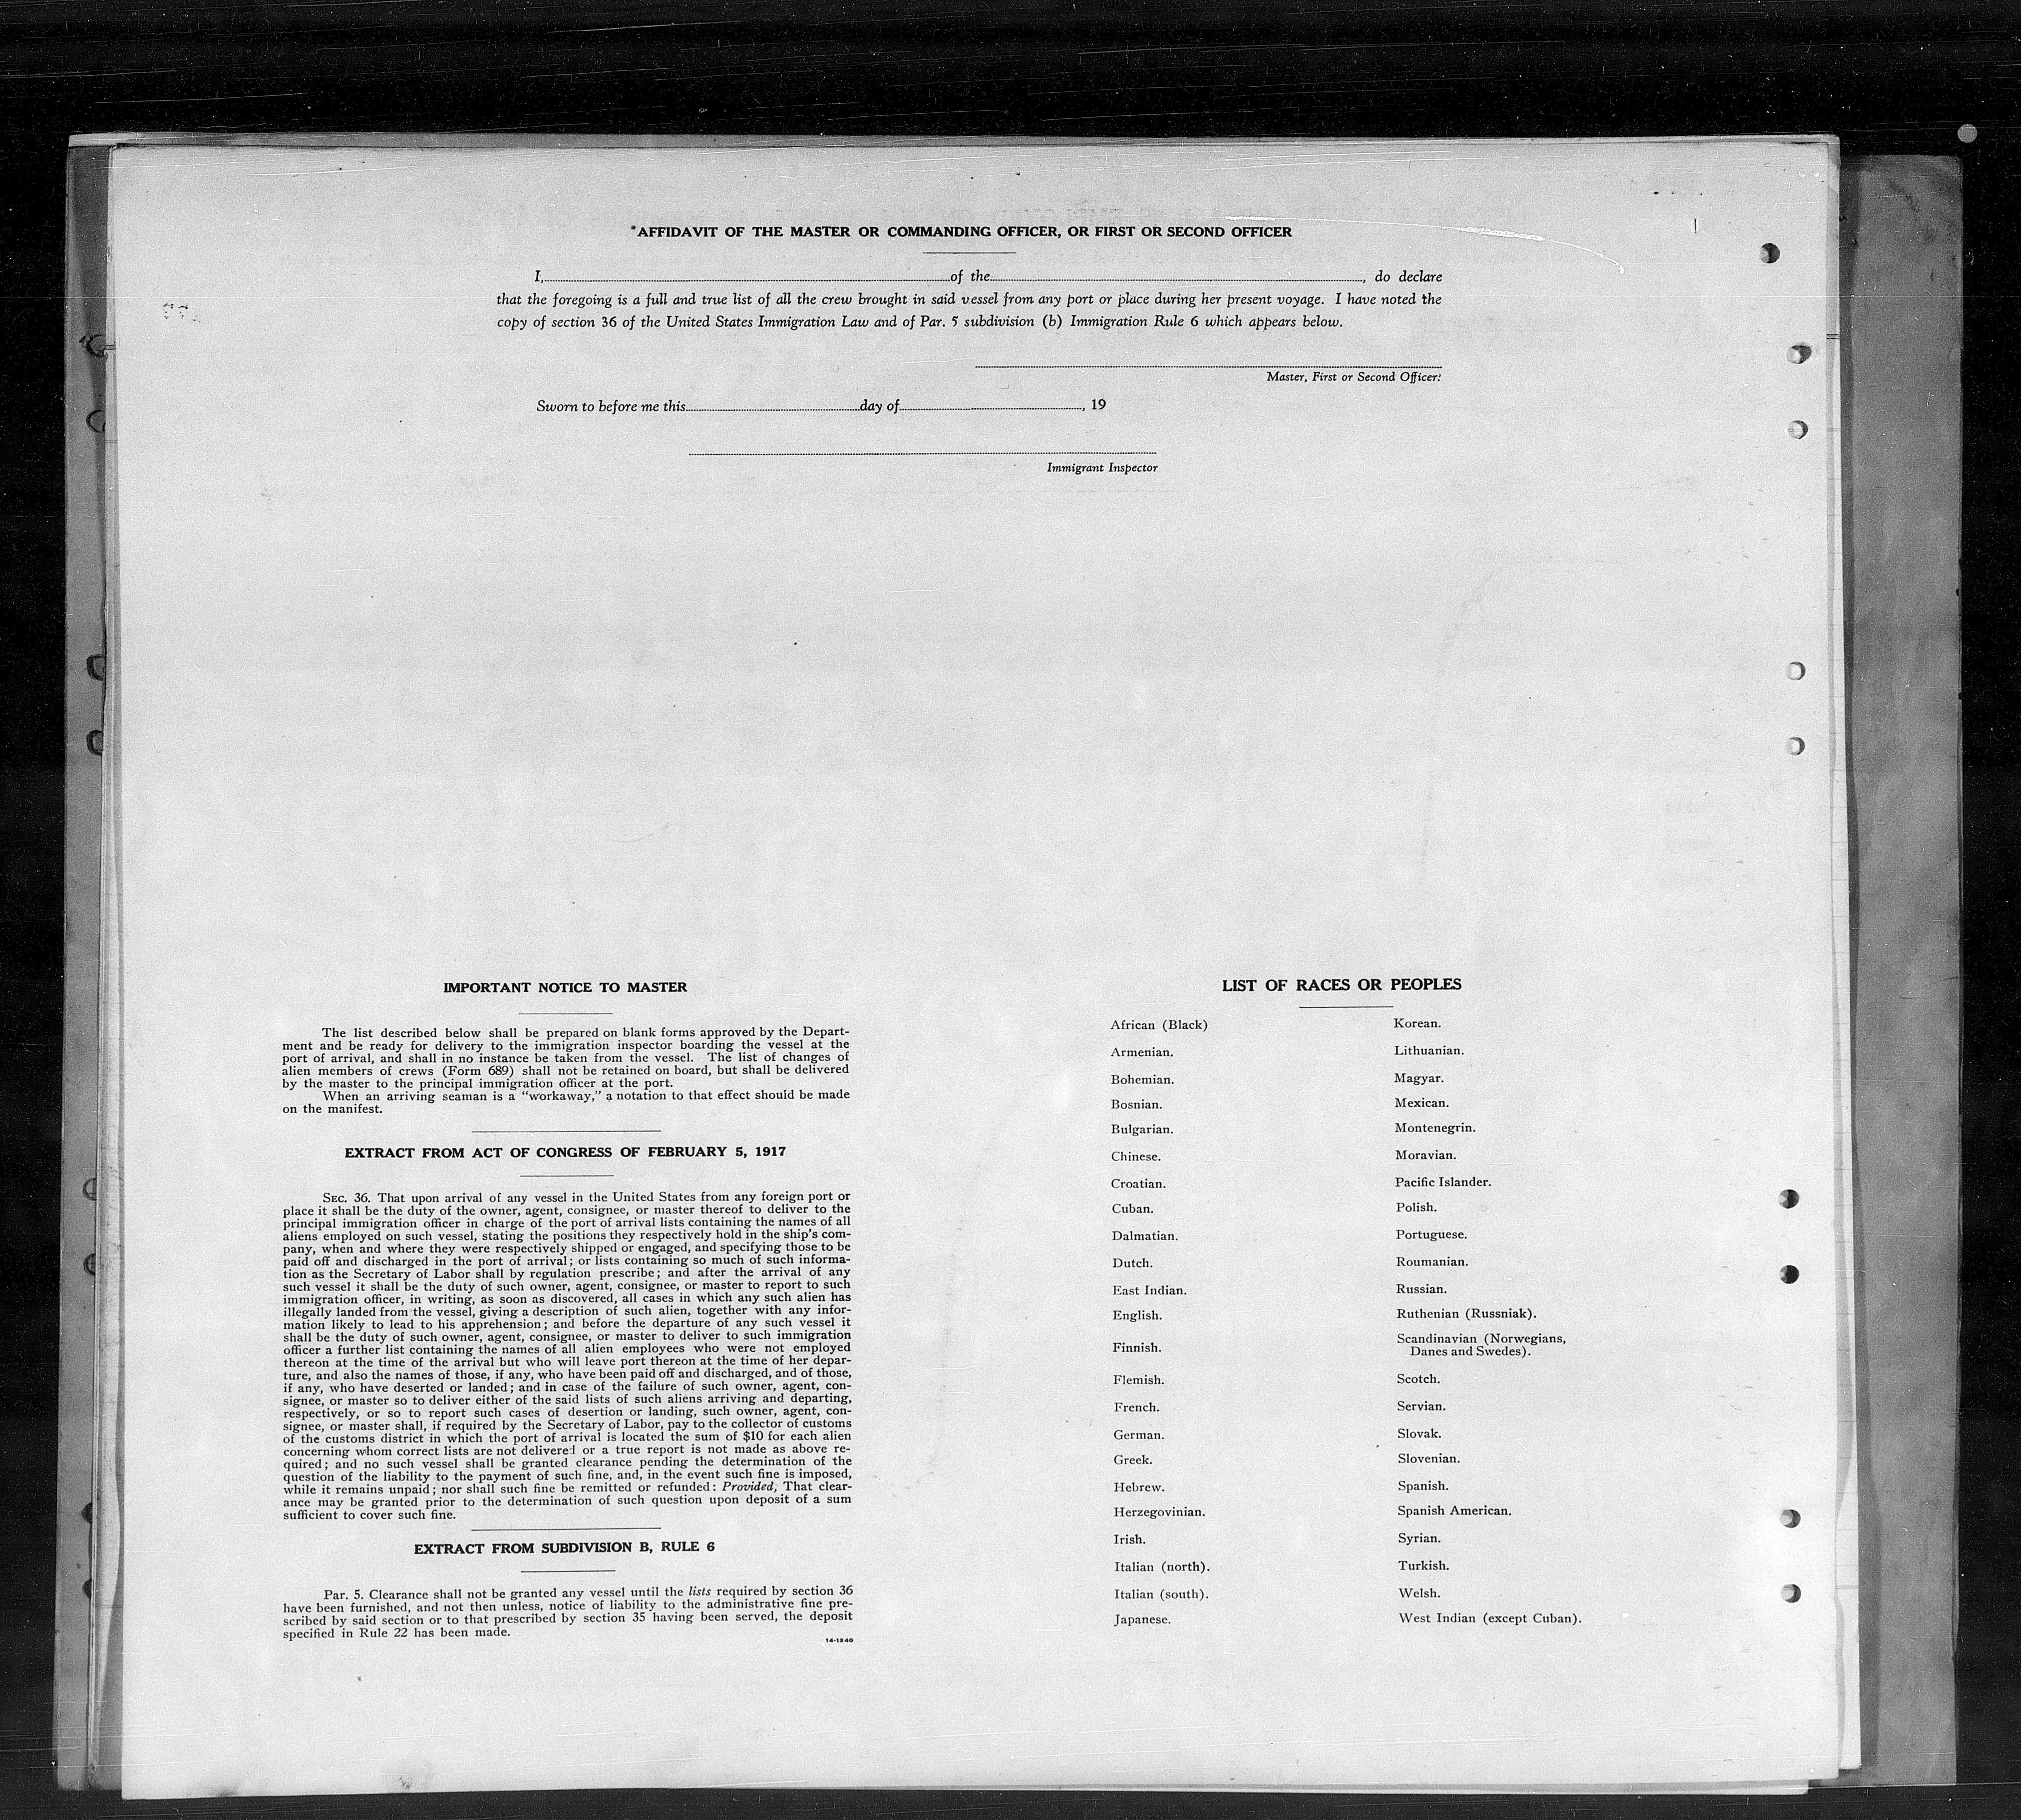 *AFFIDAVIT OF THE MASTER OR COMMANDING OFFICER, OR FIRST OR SECOND OFFICER
I, of the , do declare
that the foregoing is a full and true list of all the crew brought in said vessel from any port or place during her present voyage. I have noted the
copy of section 36 of the United States Immigration Law and of Par. 5 subdivision (b) Immigration Rule 6 which appears below.
Master, First or Second Officer.
Sworn to before me this day of , 19
Immigrant Inspector
IMPORTANT NOTICE TO MASTER
The list described below shall be prepared on blank forms approved by the Depart-
ment and be ready for delivery to the immigration inspector boarding the vessel at the
port of arrival, and shall in no instance be taken from the vessel. The list of changes of
alien members of crews (Form 689) shall not be retained on board, but shall be delivered
by the master to the principal immigration officer at the port.
When an arriving seaman is a "workaway," a notation to that effect should be made
on the manifest.
EXTRACT FROM ACT OF CONGRESS OF FEBRUARY 5, 1917
SEC. 36. That upon arrival of any vessel in the United States from any foreign port or
place it shall be the duty of the owner, agent, consignee, or master thereof to deliver to the
principal immigration officer in charge of the port of arrival lists containing the names of all
aliens employed on such vessel, stating the positions they respectively hold in the ship's com-
pany, when and where they were respectively shipped or engaged, and specifying those to be
paid off and discharged in the port of arrival; or lists containing so much of such informa-
tion as the Secretary of Labor shall by regulation prescribe; and after the arrival of any
such vessel it shall be the duty of such owner, agent, consignee, or master to report to such
immigration officer, in writing, as soon as discovered, all cases in which any such alien has
illegally landed from the vessel, giving a description of such alien, together with any infor-
mation likely to lead to his apprehension; and before the departure of any such vessel it
shall be the duty of such owner, agent, consignee, or master to deliver to such immigration
officer a further list containing the names of all alien employees who were not employed
thereon at the time of the arrival but who will leave port thereon at the time of her depar-
ture, and also the names of those, if any, who have been paid off and discharged, and of those,
if any, who have deserted or landed; and in case of the failure of such owner, agent, con-
signee, or master so to deliver either of the said lists of such aliens arriving and departing,
respectively, or so to report such cases of desertion or landing, such owner, agent, con-
signee, or master shall, if required by the Secretary of Labor, pay to the collector of customs
of the customs district in which the port of arrival is located the sum of $10 for each alien
concerning whom correct lists are not delivered or a true report is not made as above re-
quired; and no such vessel shall be granted clearance pending the determination of the
question of the liability to the payment of such fine, and, in the event such fine is imposed,
while it remains unpaid; nor shall such fine be remitted or refunded: Provided, That clear-
ance may be granted prior to the determination of such question upon deposit of a sum
sufficient to cover such fine.
EXTRACT FROM SUBDIVISION B, RULE 6
Par. 5. Clearance shall not be granted any vessel until the lists required by section 36
have been furnished, and not then unless, notice of liability to the administrative fine pre-
scribed by said section or to that prescribed by section 35 having been served, the deposit
specified in Rule 22 has been made.
14-1240
LIST OF RACES OR PEOPLES
African (Black)
Armenian.
Bohemian.
Bosnian.
Bulgarian.
Chinese.
Croatian.
Cuban.
Dalmatian.
Dutch.
East Indian.
English.
Finnish.
Flemish.
French.
German.
Greek.
Hebrew.
Herzegovinian.
Irish.
Italian (north).
Italian (south).
Japanese.
Korean.
Lithuanian.
Magyar.
Mexican.
Montenegrin.
Moravian.
Pacific Islander.
Polish.
Portuguese.
Roumanian.
Russian.
Ruthenian (Russniak).
Scandinavian (Norwegians,
Danes and Swedes).
Scotch.
Servian.
Slovak.
Slovenian.
Spanish.
Spanish American.
Syrian.
Turkish.
Welsh.
West Indian (except Cuban).